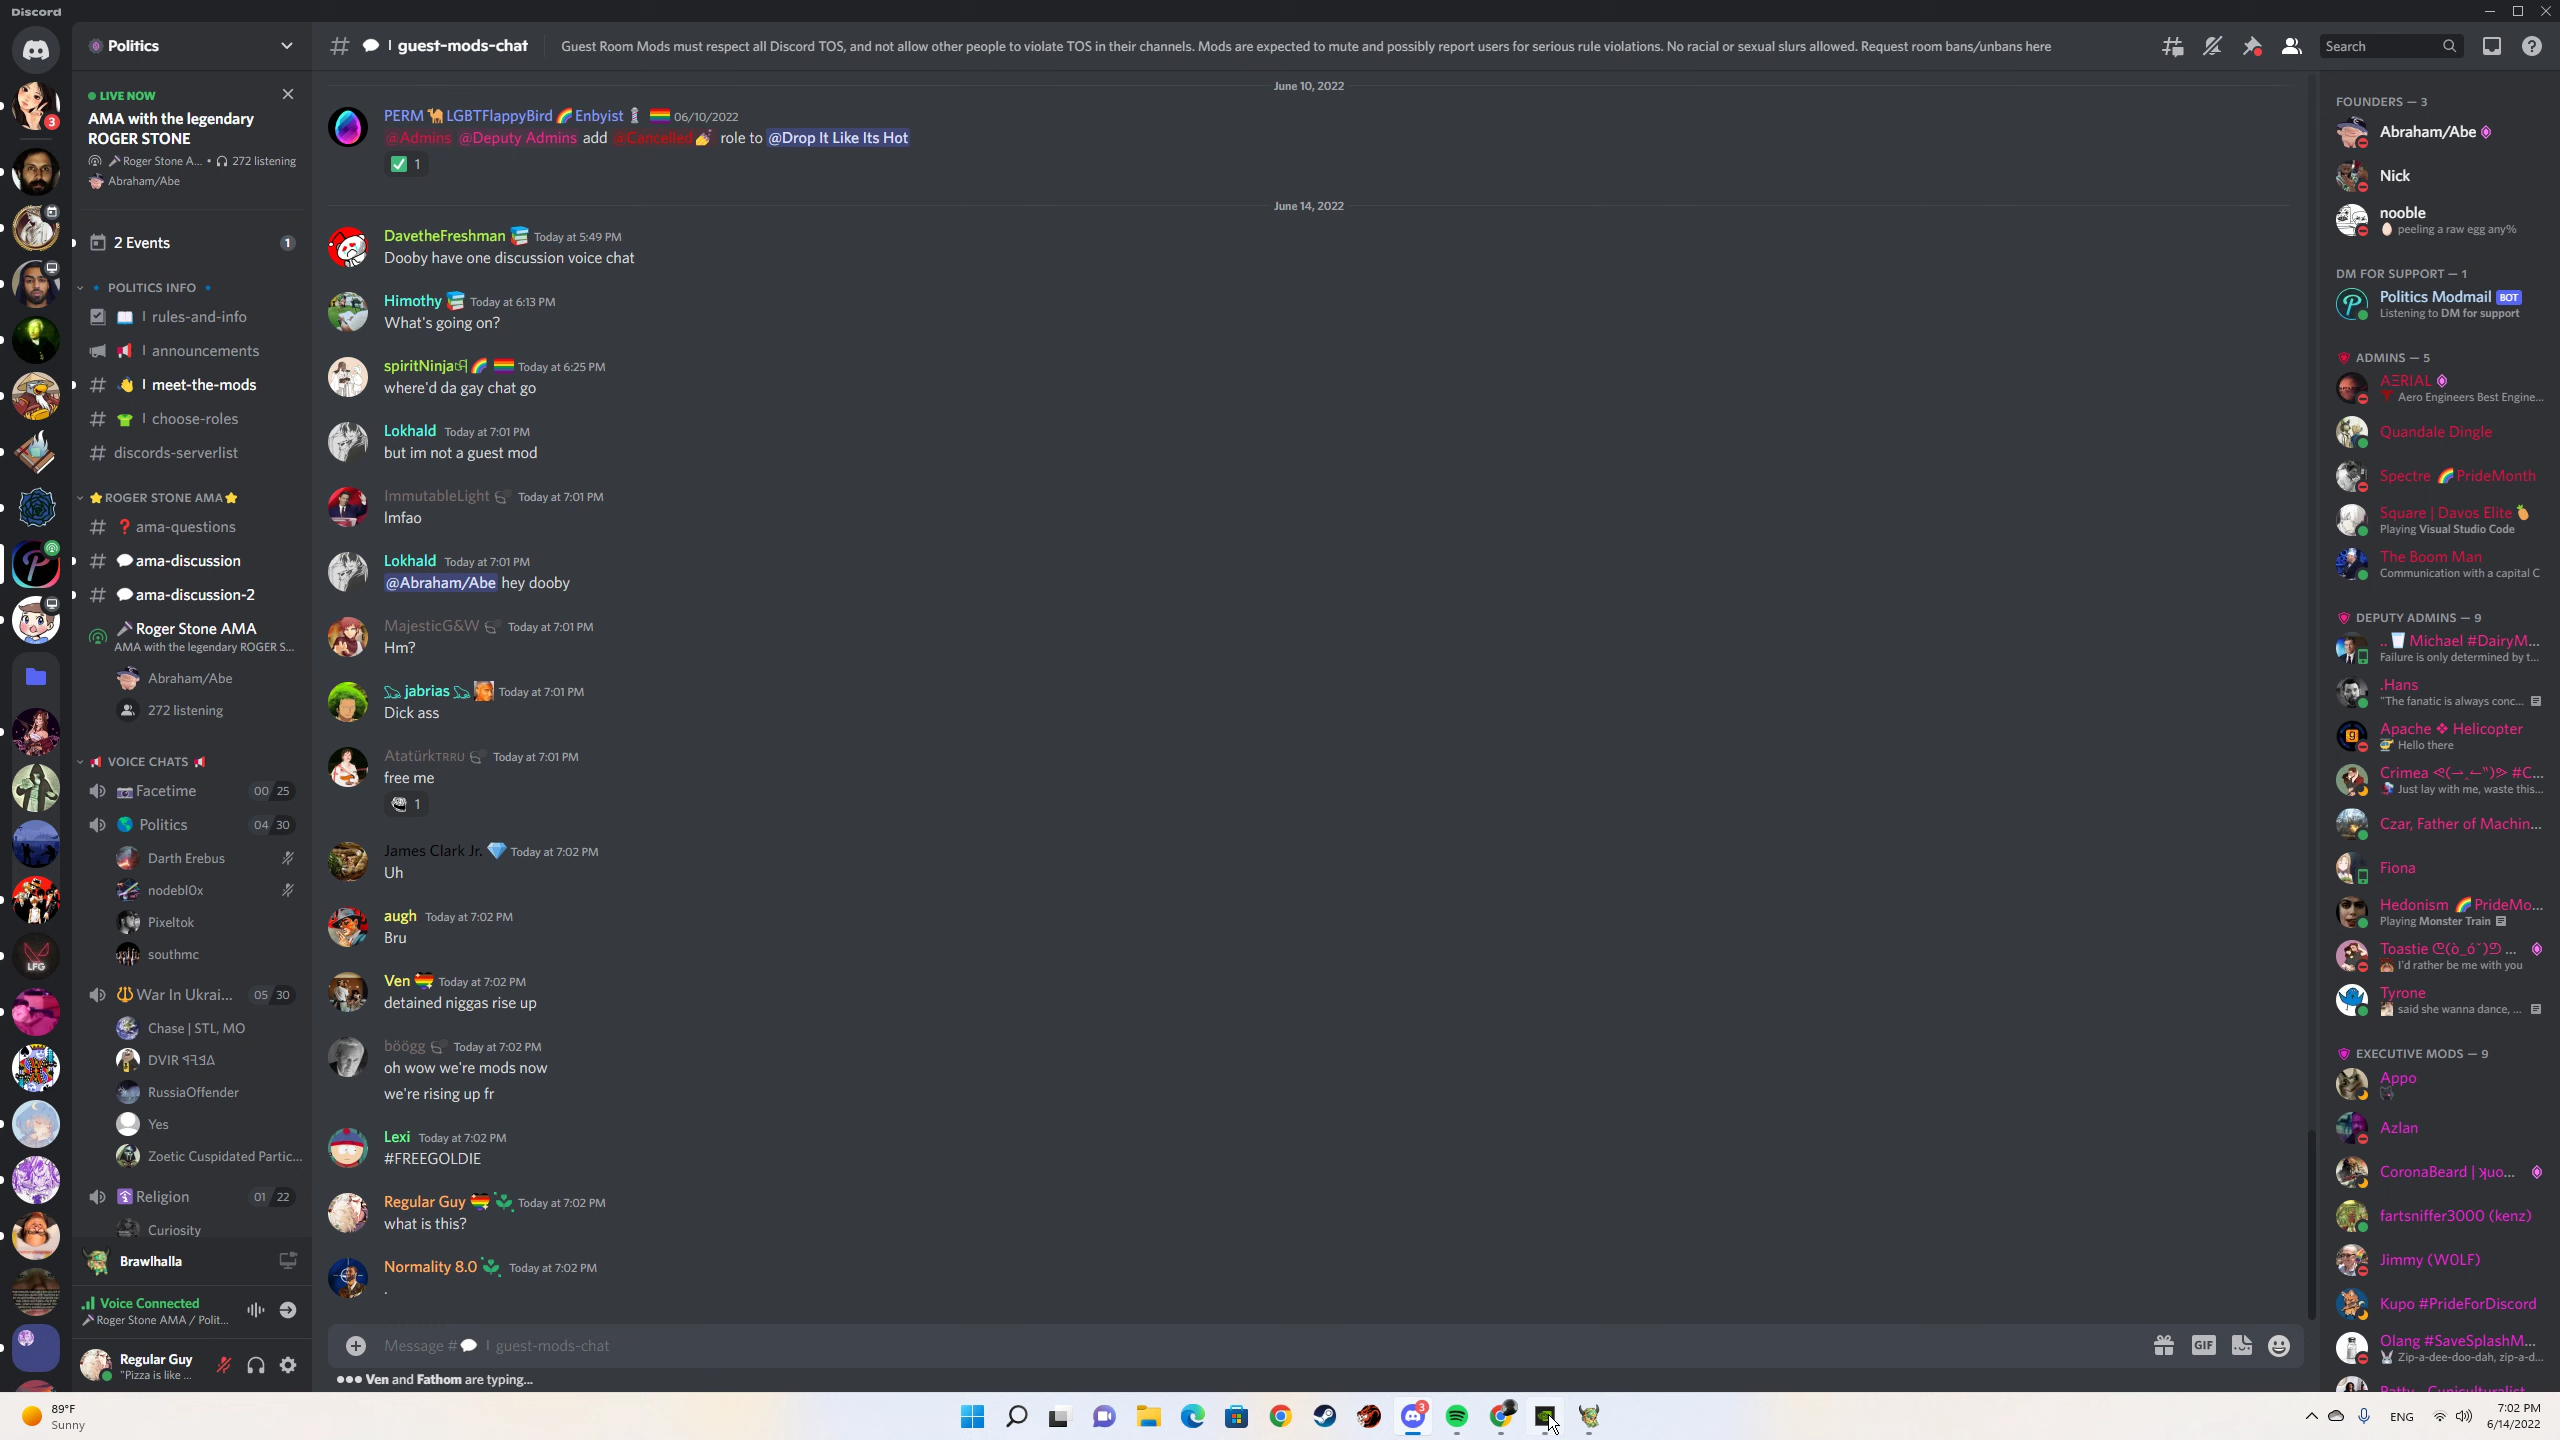 Discord
Politics
LIVE NOW
AMA with the legendary
ROGER STONE
Roger Stone A... • 272 listening
Abraham/Abe
2 Events 1
POLITICS INFO
rules-and-info
announcements
meet-the-mods
choose-roles
discords-serverlist
ROGER STONE AMA
ama-questions
ama-discussion
ama-discussion-2
Roger Stone AMA
AMA with the legendary ROGER S...
Abraham/Abe
272 listening
VOICE CHATS
Facetime 00 25
Politics 04 30
Darth Erebus
nodebl0x
Pixeltok
southmc
War In Ukrai... 05 30
Chase | STL, MO
DVIR
RussiaOffender
Yes
Zoetic Cuspidated Partic...
Religion 01 22
Curiosity
Brawlhalla
Voice Connected
Roger Stone AMA / Polit...
Regular Guy
"Pizza is like ...
3
LFG
# guest-mods-chat
Guest Room Mods must respect all Discord TOS, and not allow other people to violate TOS in their channels. Mods are expected to mute and possibly report users for serious rule violations. No racial or sexual slurs allowed. Request room bans/unbans here
Search
June 10, 2022
PERM LGBTFlappyBird Enbyist 06/10/2022
@Admins @Deputy Admins add @Cancelled role to @Drop It Like Its Hot
1
June 14, 2022
DavetheFreshman Today at 5:49 PM
Dooby have one discussion voice chat
Himothy Today at 6:13 PM
What's going on?
spiritNinja Today at 6:25 PM
where'd da gay chat go
Lokhald Today at 7:01 PM
but im not a guest mod
ImmutableLight Today at 7:01 PM
lmfao
Lokhald Today at 7:01 PM
@Abraham/Abe hey dooby
MajesticG&W Today at 7:01 PM
Hm?
jabrias Today at 7:01 PM
Dick ass
AtatürkTRRU Today at 7:01 PM
free me
1
James Clark Jr. Today at 7:02 PM
Uh
augh Today at 7:02 PM
Bru
Ven Today at 7:02 PM
detained niggas rise up
böögg Today at 7:02 PM
oh wow we're mods now
we're rising up fr
Lexi Today at 7:02 PM
#FREEGOLDIE
Regular Guy Today at 7:02 PM
what is this?
Normality 8.0 Today at 7:02 PM
.
Message # guest-mods-chat
GIF
Ven and Fathom are typing...
FOUNDERS — 3
Abraham/Abe
Nick
nooble
peeling a raw egg any%
DM FOR SUPPORT — 1
Politics Modmail BOT
Listening to DM for support
ADMINS — 5
AΞRIAL
Aero Engineers Best Engine...
Quandale Dingle
Spectre PrideMonth
Square | Davos Elite
Playing Visual Studio Code
The Boom Man
Communication with a capital C
DEPUTY ADMINS — 9
.. Michael #DairyM...
Failure is only determined by t...
.Hans
"The fanatic is always conc...
Apache ❖ Helicopter
Hello there
Crimea #C...
Just lay with me, waste this...
Czar, Father of Machin...
Fiona
Hedonism PrideMo...
Playing Monster Train
Toastie ...
I'd rather be me with you
Tyrone
said she wanna dance, ...
EXECUTIVE MODS — 9
Appo
Azlan
CoronaBeard | ʞuo...
fartsniffer3000 (kenz)
Jimmy (W0LF)
Kupo #PrideForDiscord
Olang #SaveSplashM...
Zip-a-dee-doo-dah, zip-a-d...
89°F
Sunny
3
ENG
7:02 PM
6/14/2022